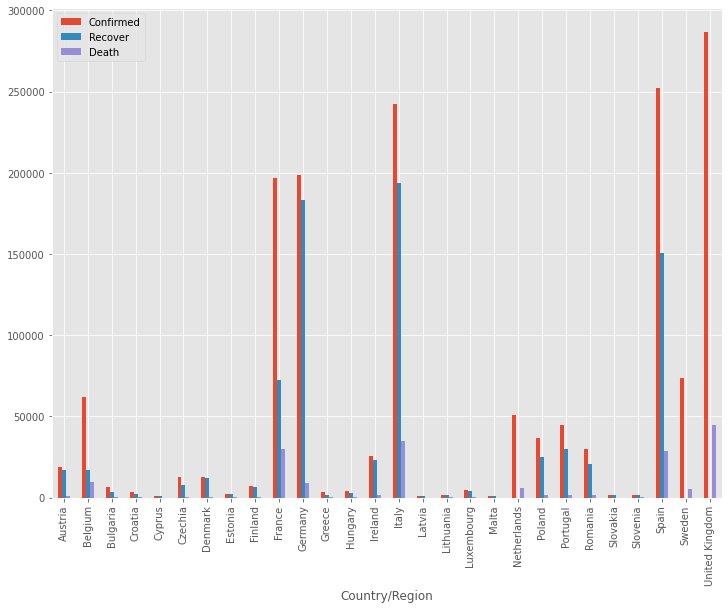 300000
250000
200000
150000
100000
50000
0
Confirmed
Recover
Death
Austria
Belgium
Bulgaria
Croatia
Cyprus
Czechia
Denmark
Estonia
Finland
France
Germany
Greece
Hungary
Ireland
Italy
Latvia
Lithuania
Luxembourg
Malta
Netherlands
Poland
Portugal
Romania
Slovakia
Slovenia
Spain
Sweden
United Kingdom
Country/Region